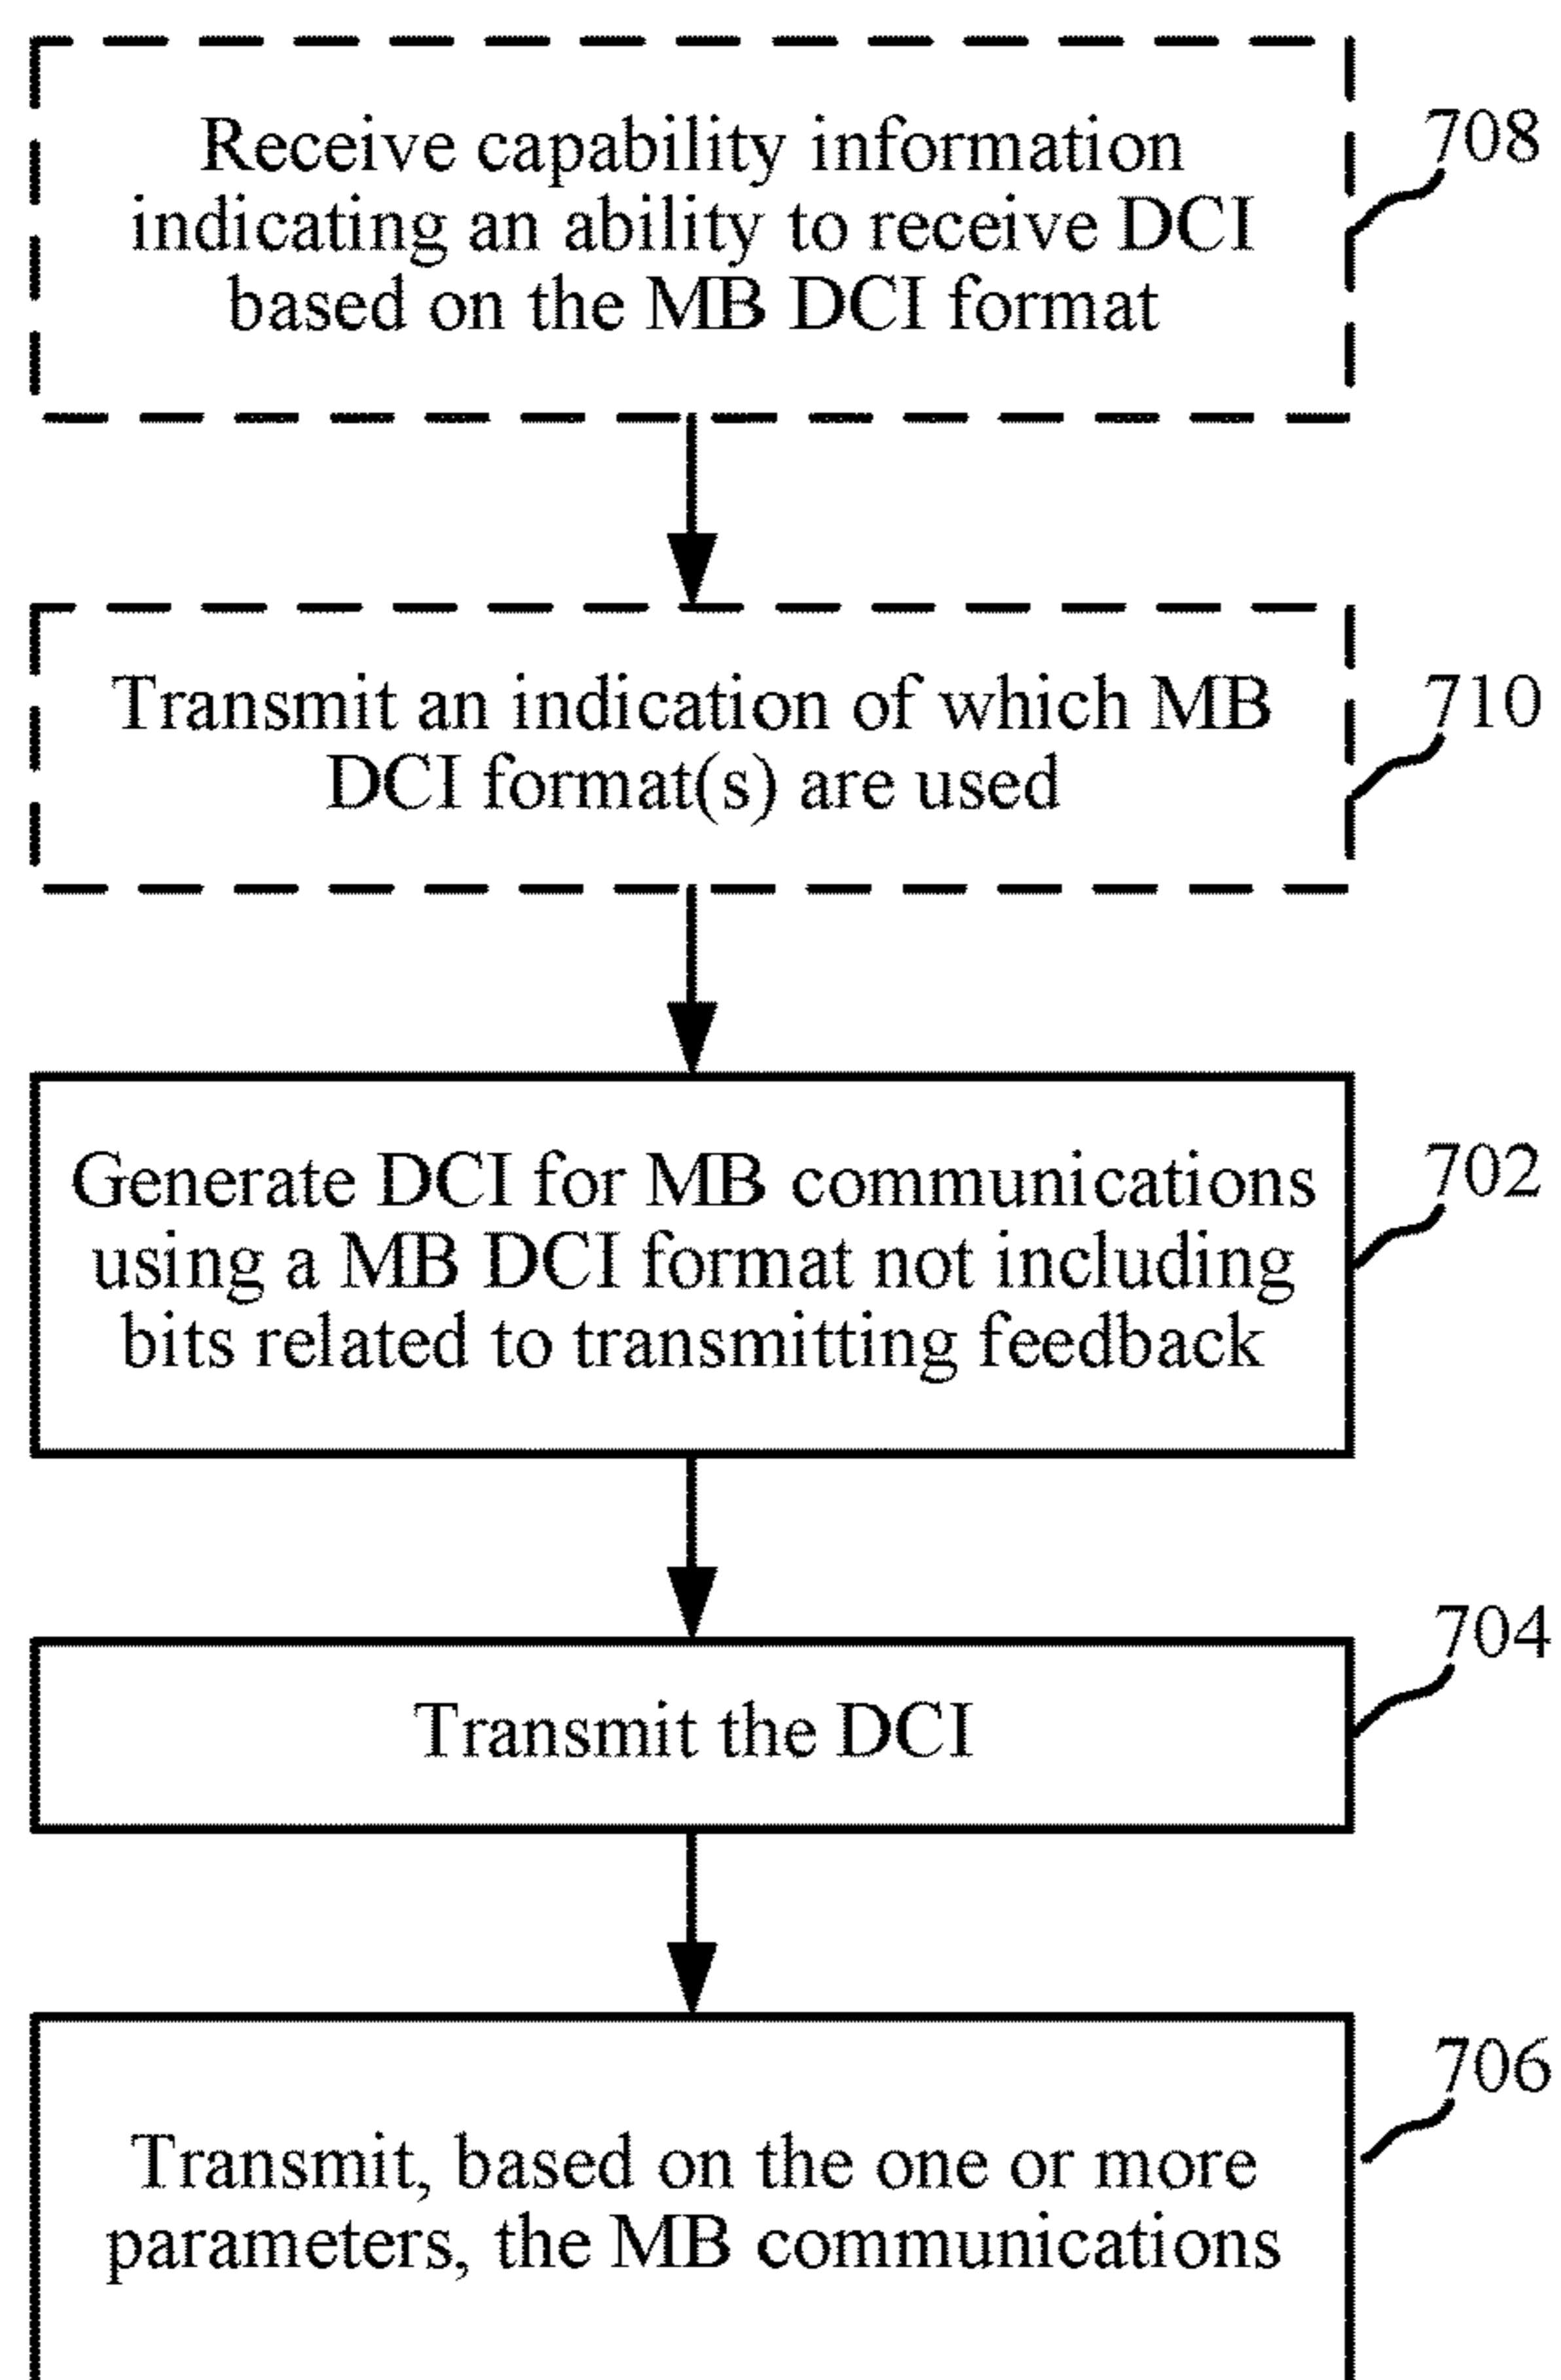 Receive capability information
708
indicating an ability to receive DCI
based on the MB DCI format
Transmit an indication of which MB
710
DCI format(s) are used
Generate DCI for MB communications
702
using a MB DCI format not including
bits related to transmitting feedback
704
Transmit the DCI
706
Transmit, based on the one or more
parameters, the MB communications